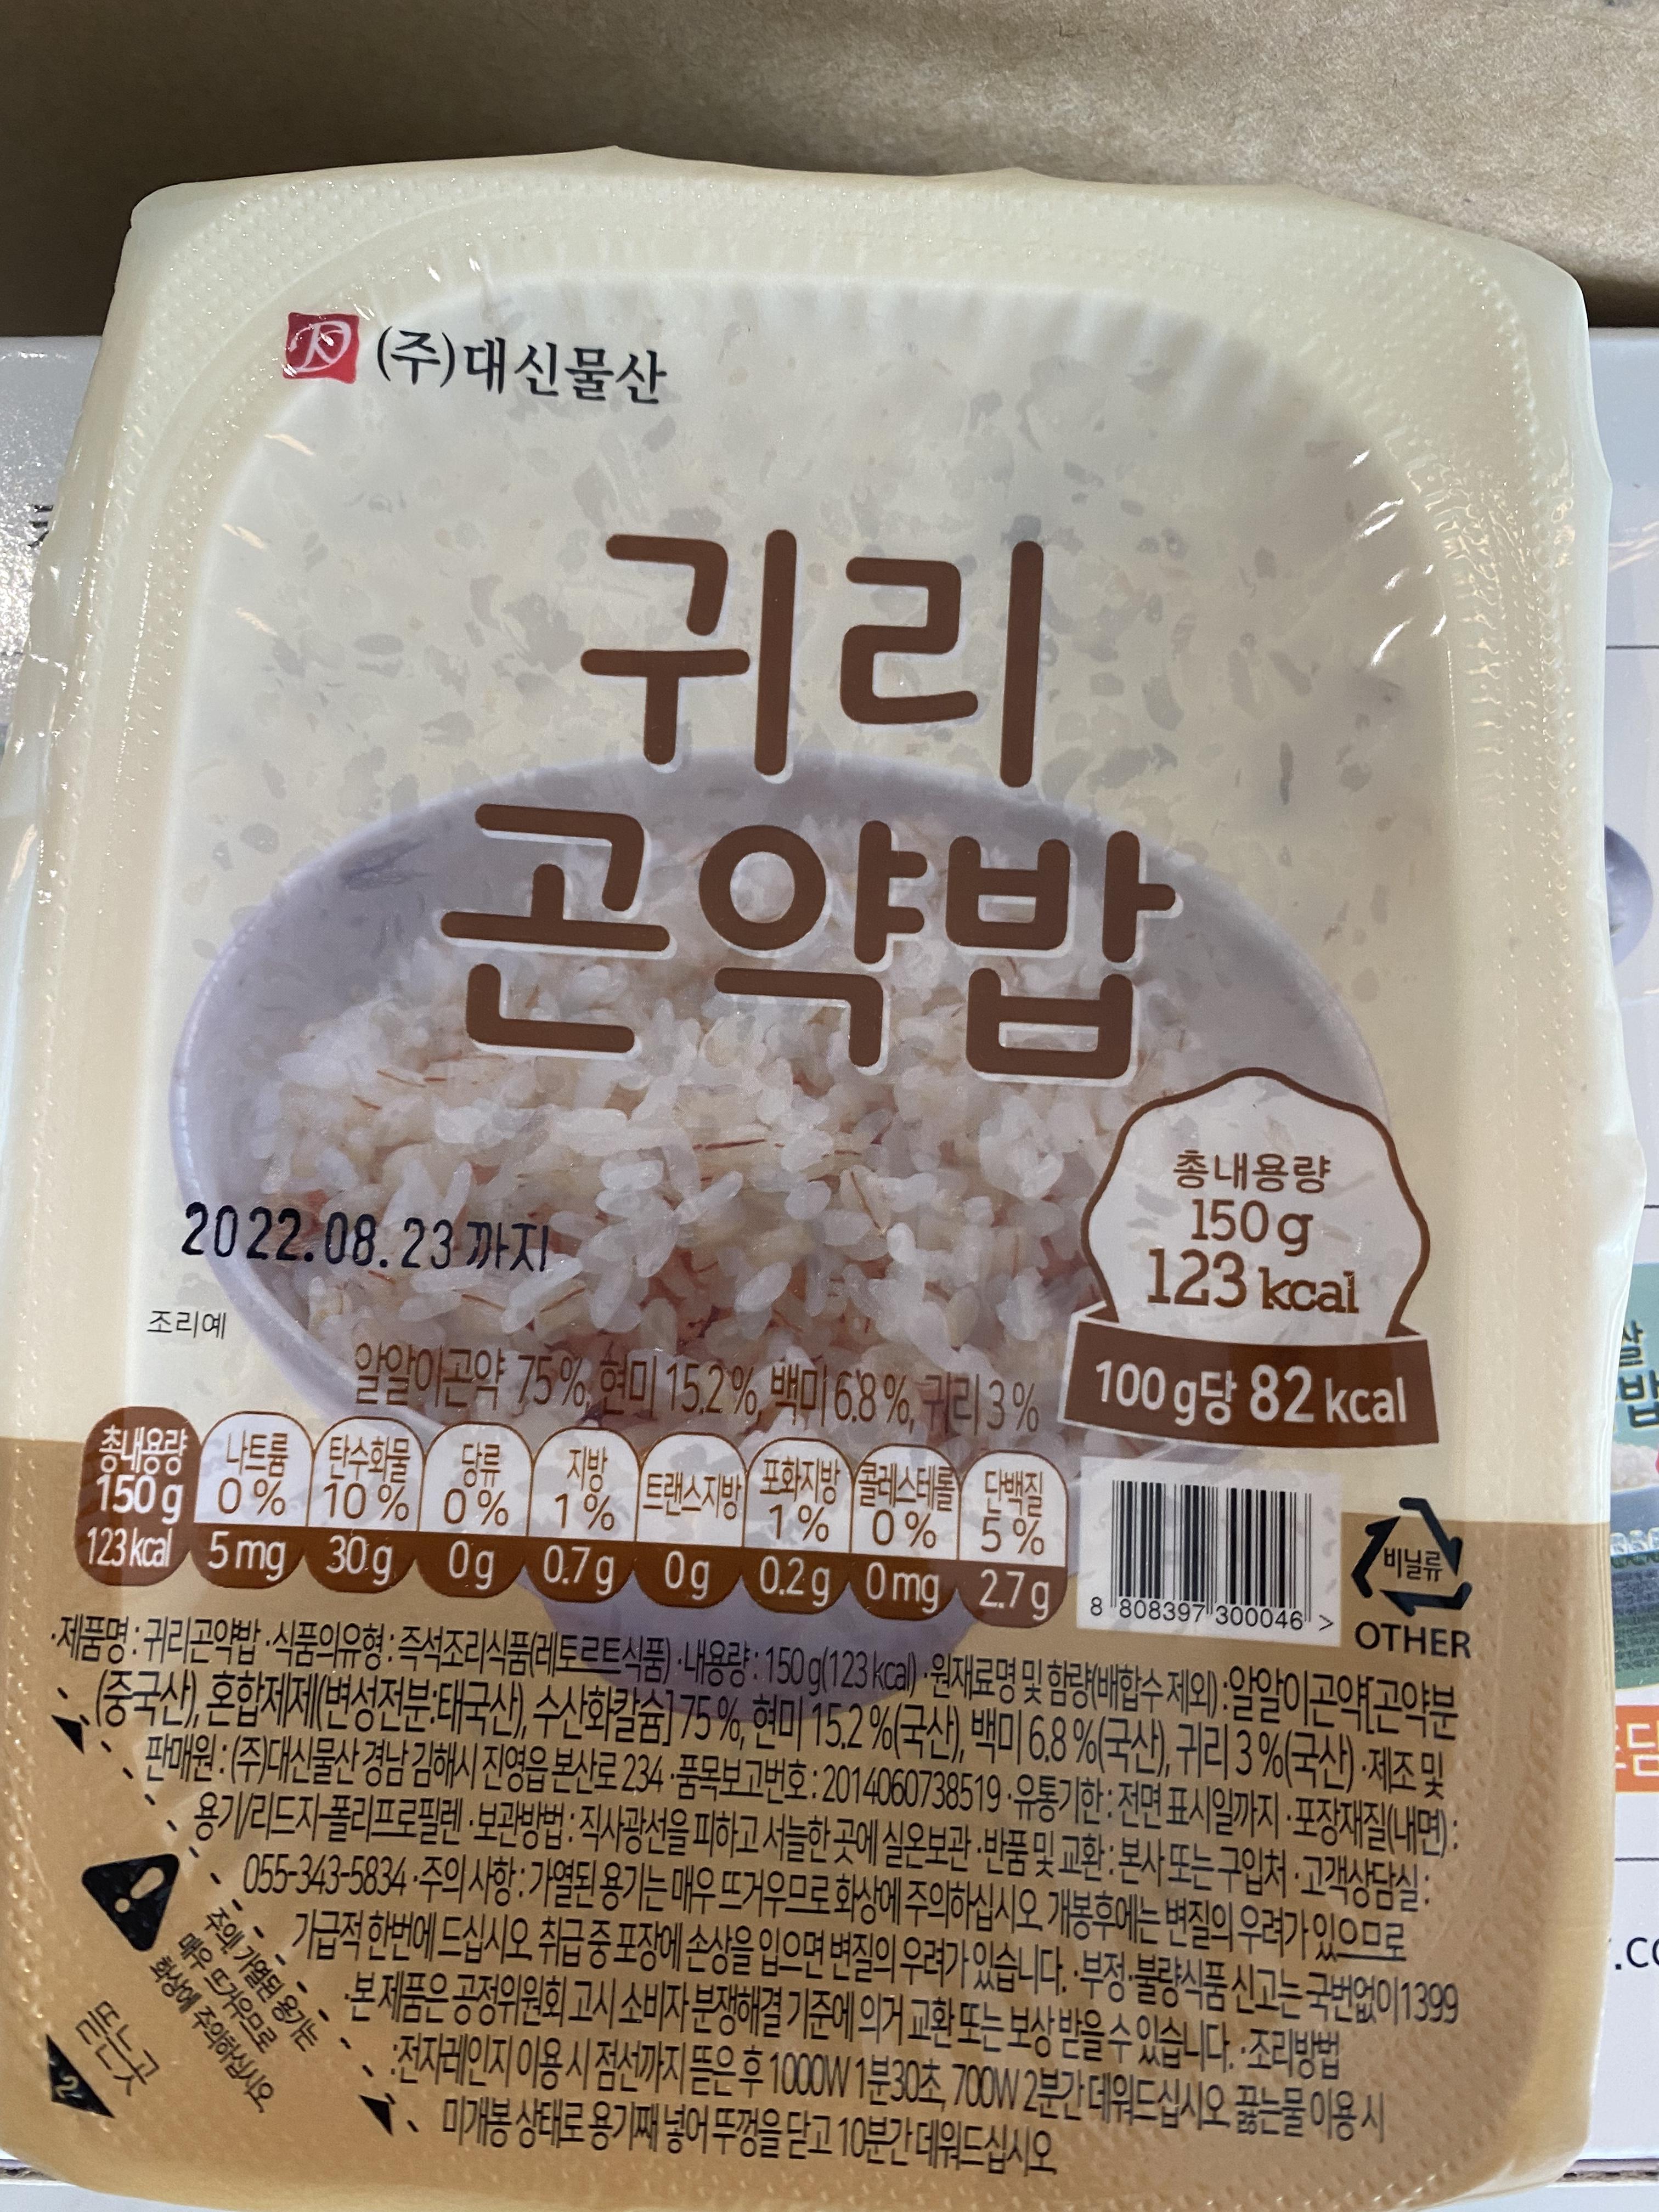 (주)대신물산
귀리
곤약밥
총내용량
150g
123 kcal
100g당 82 kcal
2022.08.23 까지
조리예
알알이곤약 75%, 현미 15.2%, 백미 6.8%, 귀리 3%
총내용량 150g 123 kcal
나트륨 0% 5mg
탄수화물 10% 30g
당류 0% 0g
지방 1% 0.7g
트랜스지방 0g
포화지방 1% 0.2g
콜레스테롤 0% 0mg
단백질 5% 2.7g
8 808397 300046 >
비닐류
OTHER
·제품명 : 귀리곤약밥 ·식품의유형 : 즉석조리식품(레토르트식품) ·내용량 : 150g(123 kcal) ·원재료명 및 함량(배합수 제외) : 알알이곤약[곤약분
(중국산), 혼합제제(변성전분:태국산), 수산화칼슘] 75%, 현미 15.2%(국산), 백미 6.8%(국산), 귀리 3%(국산) ·제조 및
판매원 : (주)대신물산 경남 김해시 진영읍 본산로 234 ·품목보고번호 : 2014060738519 ·유통기한 : 전면 표시일까지 ·포장재질(내면) :
용기/리드지-폴리프로필렌 ·보관방법 : 직사광선을 피하고 서늘한 곳에 실온보관 ·반품 및 교환 : 본사 또는 구입처 ·고객상담실 :
055-343-5834 ·주의 사항 : 가열된 용기는 매우 뜨거우므로 화상에 주의하십시오. 개봉후에는 변질의 우려가 있으므로
가급적 한번에 드십시오. 취급 중 포장에 손상을 입으면 변질의 우려가 있습니다. ·부정·불량식품 신고는 국번없이 1399
·본 제품은 공정위원회 고시 소비자 분쟁해결 기준에 의거 교환 또는 보상 받을 수 있습니다. ·조리방법
:전자레인지 이용 시 점선까지 뜯은 후 1000W 1분30초, 700W 2분간 데워드십시오. 끓는물 이용 시
미개봉 상태로 용기째 넣어 뚜껑을 닫고 10분간 데워드십시오.
주의, 가열된 용기는
매우 뜨거우므로
화상에 주의하십시오.
뜯는곳